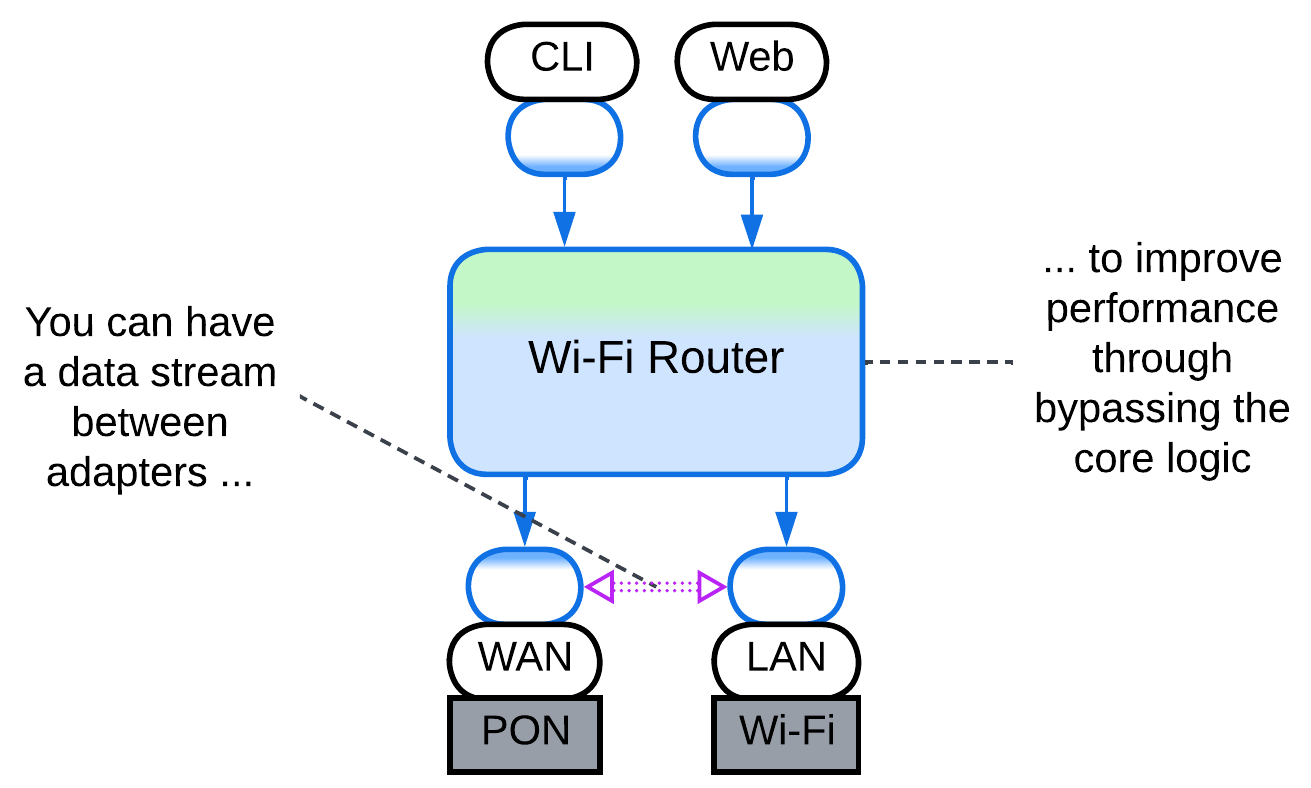 CLI
Web
You can have
a data stream
between
adapters ...
Wi-Fi Router
... to improve
performance
through
bypassing the
core logic
WAN
LAN
PON
Wi-Fi